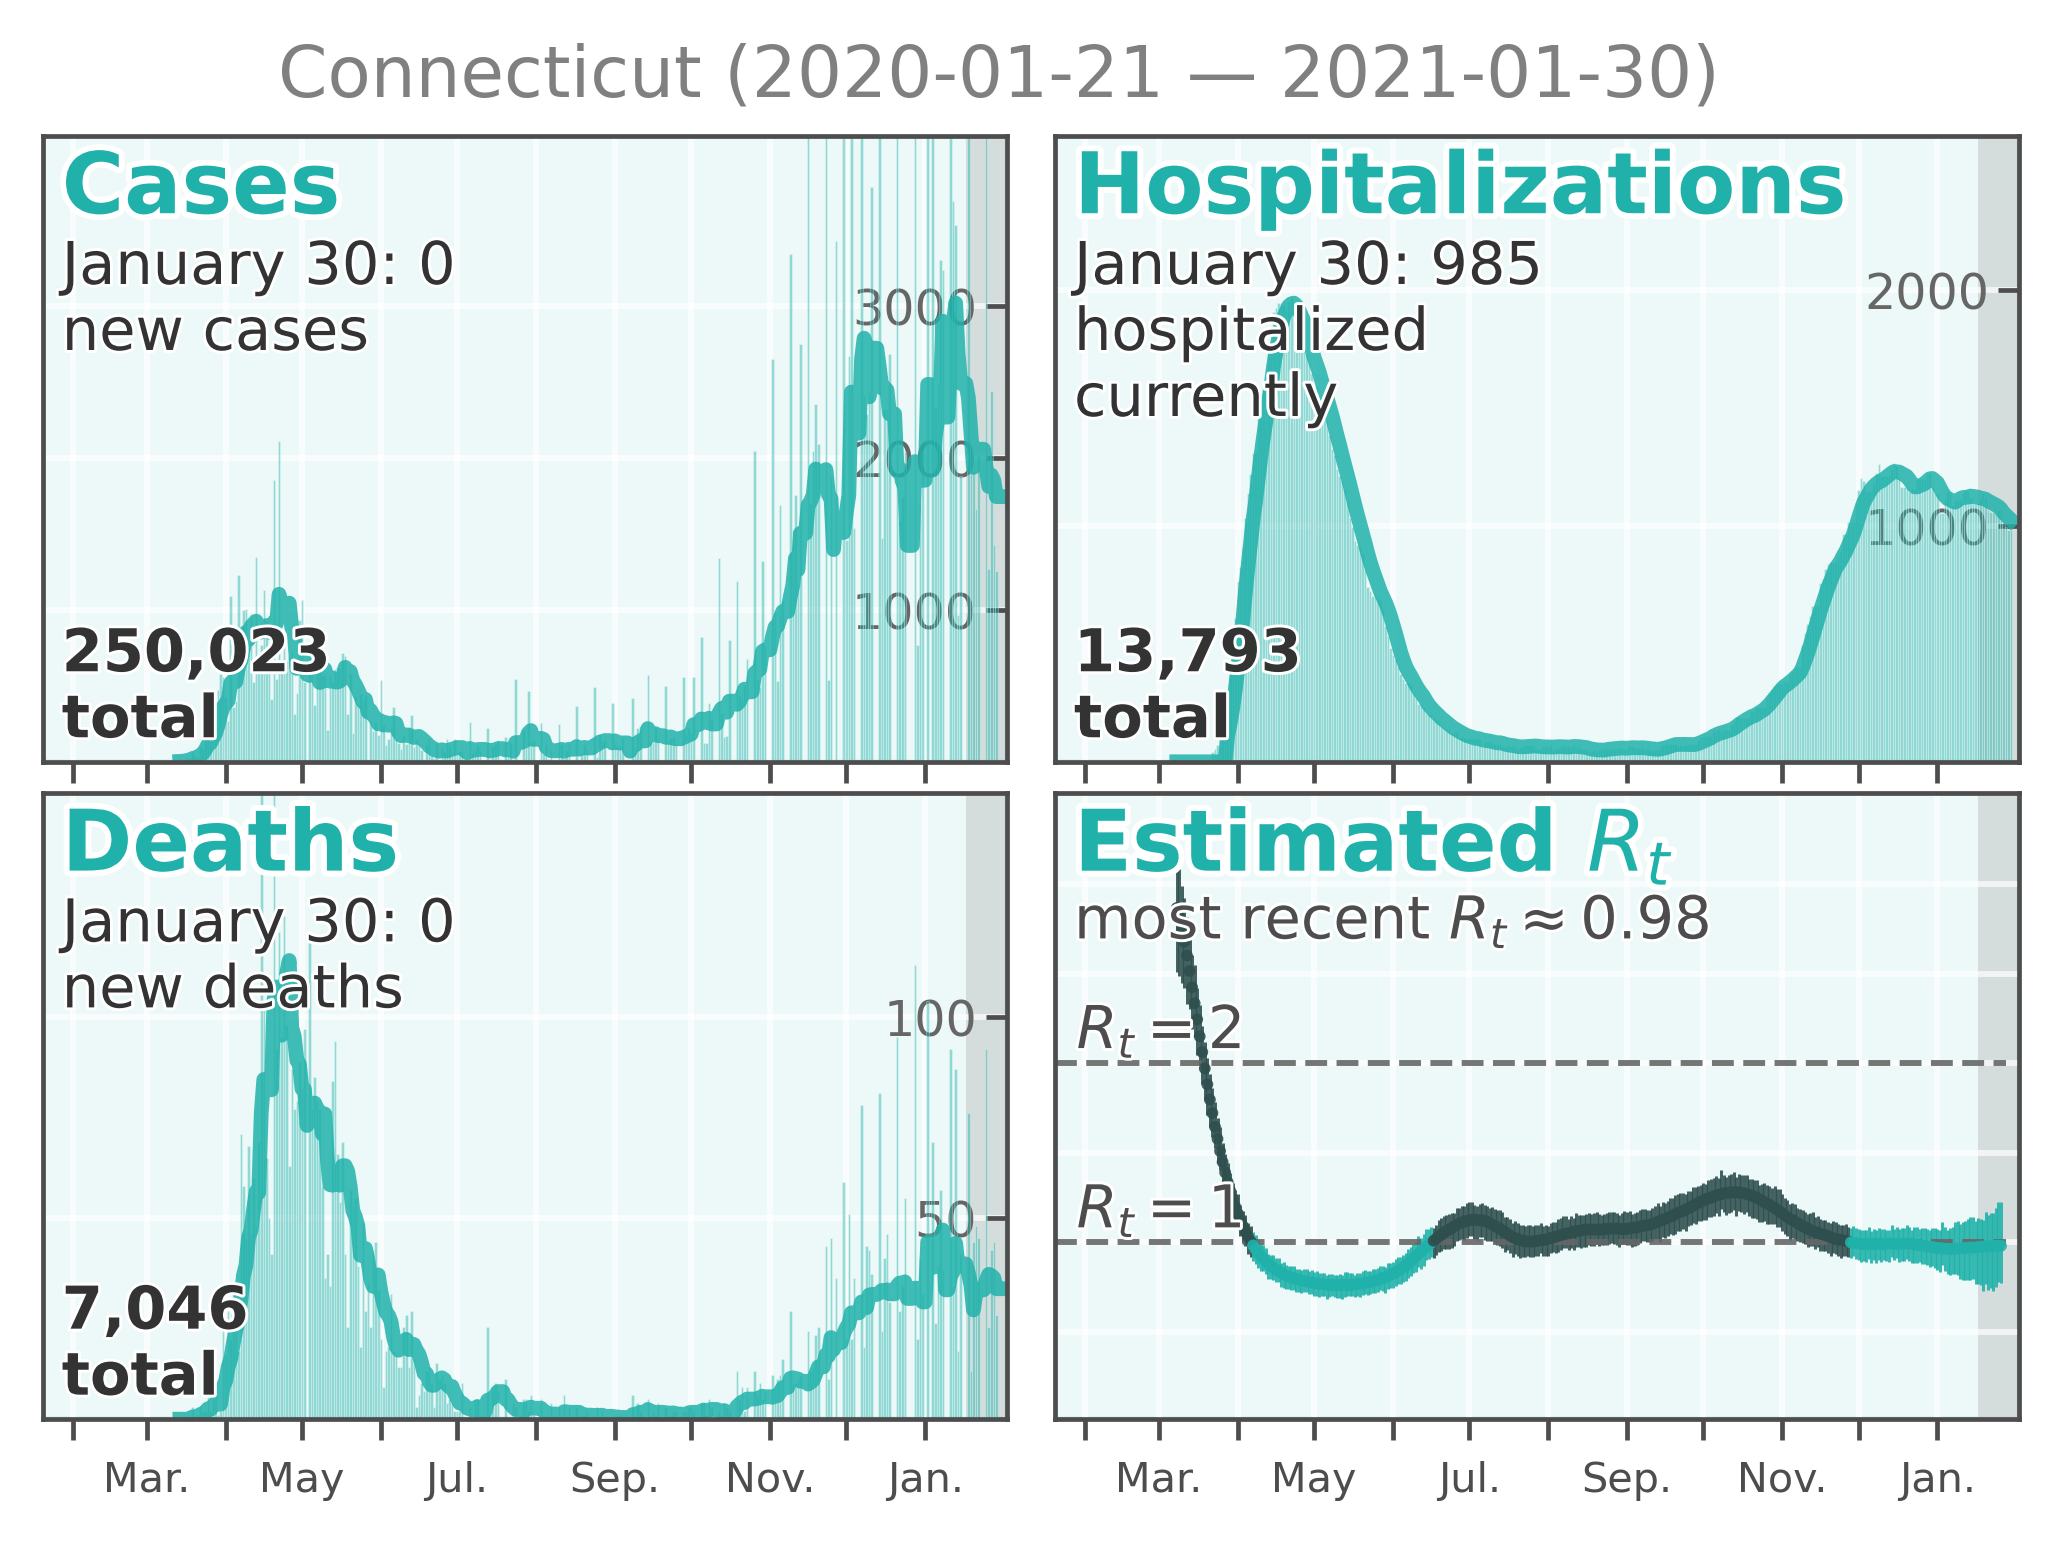 Connecticut (2020-01-21 — 2021-01-30)
Cases
January 30: 0
new cases
3000
2000
1000
250,023
total
Hospitalizations
January 30: 985
hospitalized
currently
2000
1000
13,793
total
Deaths
January 30: 0
new deaths
100
50
7,046
total
Mar. May Jul. Sep. Nov. Jan.
Estimated Rₜ
most recent Rₜ ≈ 0.98
Rₜ = 2
Rₜ = 1
Mar. May Jul. Sep. Nov. Jan.